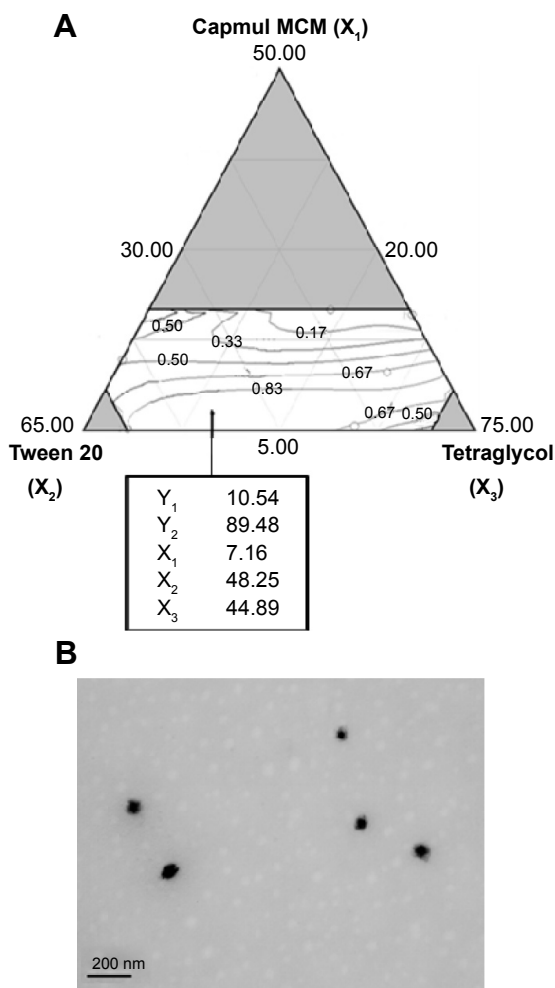 A
Capmul MCM (X₁)
50.00
30.00 20.00
0.50
0.33 0.17
0.50 0.67
0.83
0.67 0.50
65.00 5.00 75.00
Tween 20 Tetraglycol
(X₂) (X₃)
Y₁ 10.54
Y₂ 89.48
X₁ 7.16
X₂ 48.25
X₃ 44.89
B
200 nm